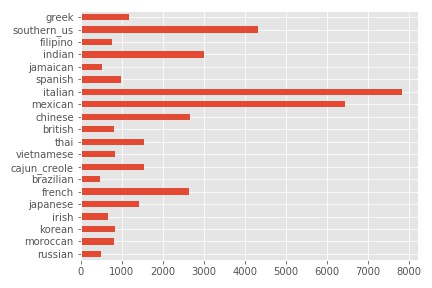 greek
southern_us
filipino
indian
jamaican
spanish
italian
mexican
chinese
british
thai
vietnamese
cajun_creole
brazilian
french
japanese
irish
korean
moroccan
russian
0 1000 2000 3000 4000 5000 6000 7000 8000